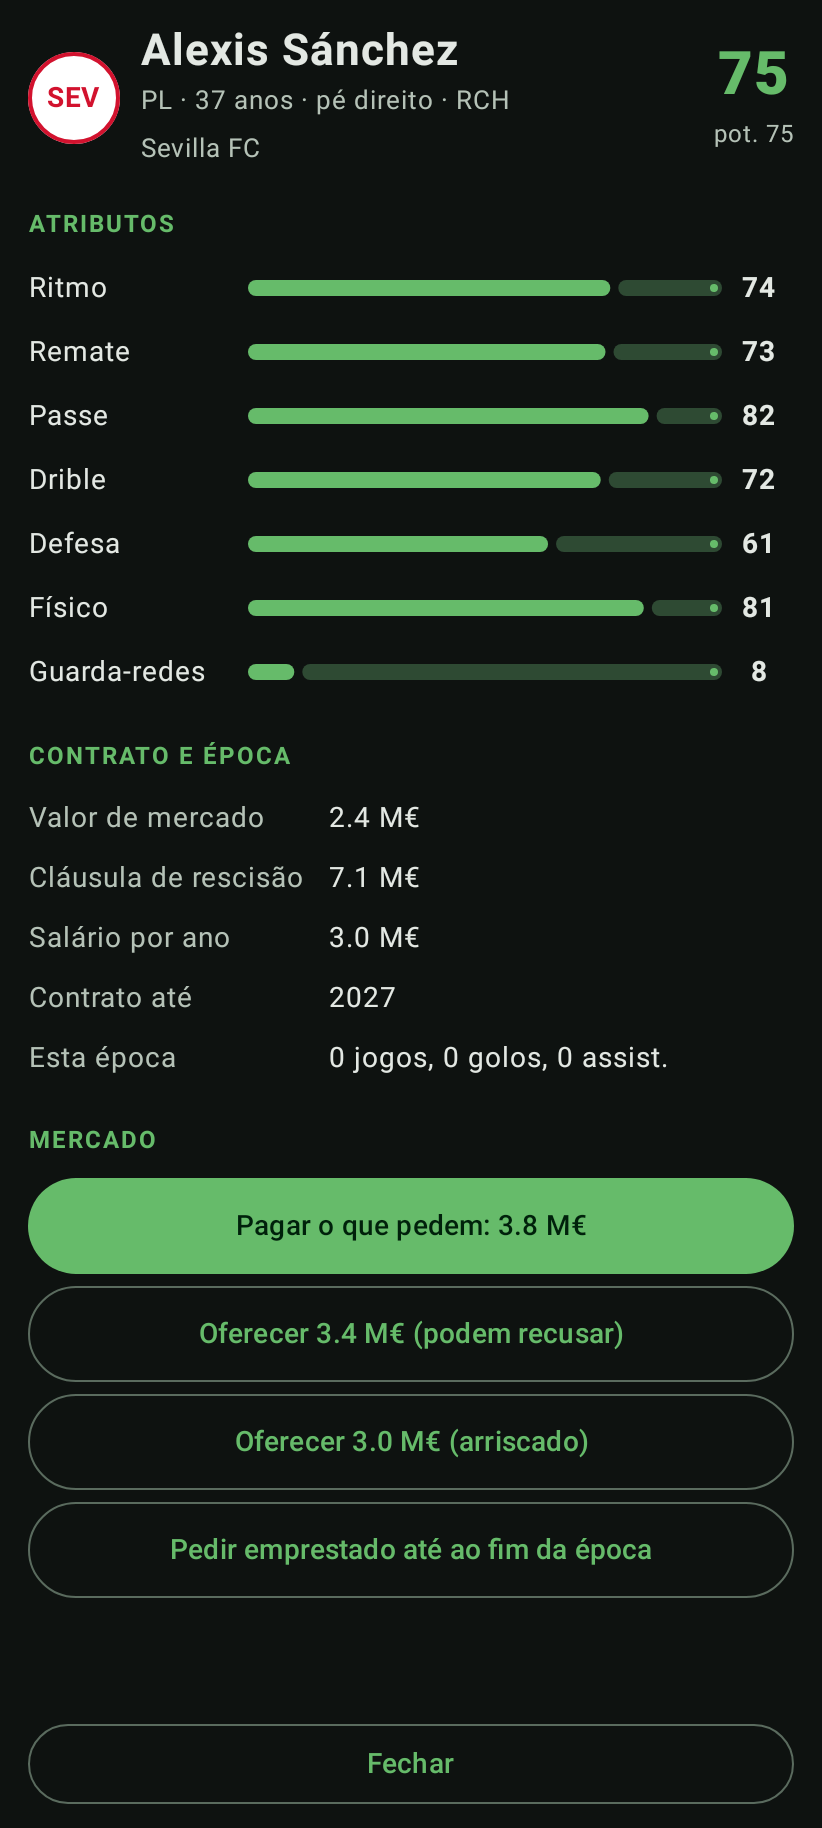 SEV
Alexis Sánchez
PL · 37 anos · pé direito · RCH
Sevilla FC
75
pot. 75
ATRIBUTOS
Ritmo 74
Remate 73
Passe 82
Drible 72
Defesa 61
Físico 81
Guarda-redes 8
CONTRATO E ÉPOCA
Valor de mercado 2.4 M€
Cláusula de rescisão 7.1 M€
Salário por ano 3.0 M€
Contrato até 2027
Esta época 0 jogos, 0 golos, 0 assist.
MERCADO
Pagar o que pedem: 3.8 M€
Oferecer 3.4 M€ (podem recusar)
Oferecer 3.0 M€ (arriscado)
Pedir emprestado até ao fim da época
Fechar